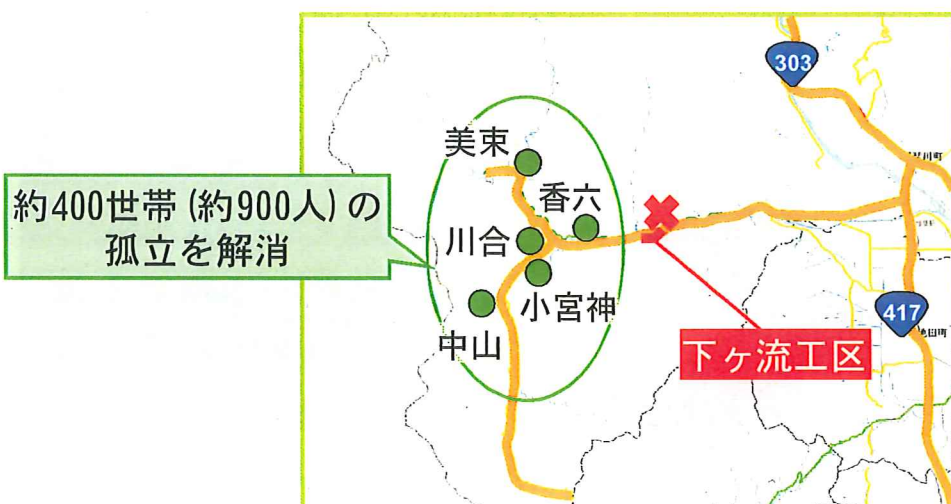 303
美束
香六
約400世帯(約900人)の
孤立を解消
川合
小宮神
417
中山
下ヶ流工区